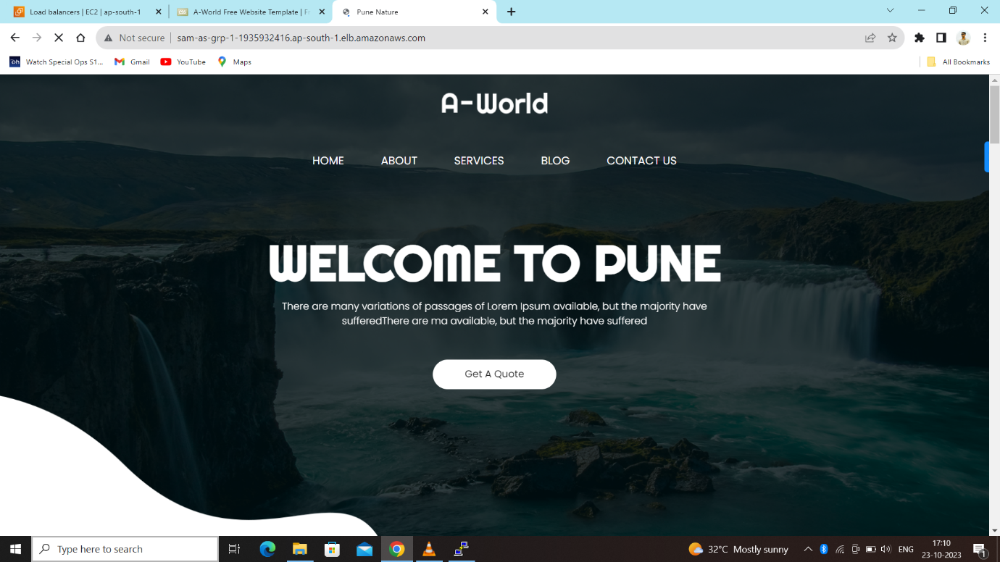 Load balancers | EC2 | ap-south-1
A-World Free Website Template | Fr
Pune Nature
Not secure
sam-as-grp-1-1935932416.ap-south-1.elb.amazonaws.com
Watch Special Ops S1...
Gmail
YouTube
Maps
All Bookmarks
A-World
HOME ABOUT SERVICES BLOG CONTACT US
WELCOME TO PUNE
There are many variations of passages of Lorem Ipsum available, but the majority have
sufferedThere are ma available, but the majority have suffered
Get A Quote
Type here to search
32°C Mostly sunny
ENG
17:10
23-10-2023
1